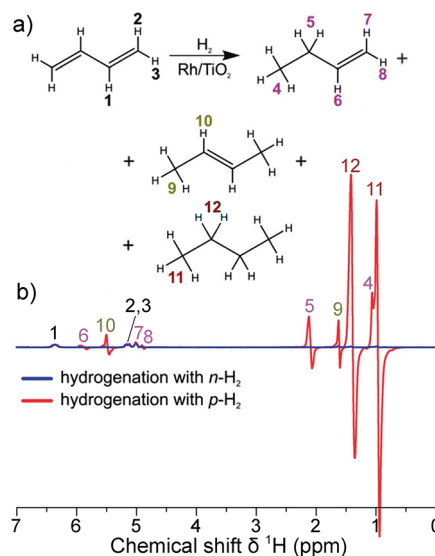 a)
2
H H
H
H
H
H
3
1
H₂
Rh/TiO₂
5
7
H H
H
H
H
H
H
H
4
6
8
+
+
10
H
H
H
H
H
H
H
H
9
+
+
12
H H
H
H
H
H
H
H
H
H
11
12
11
b)
1
6
10
2,3
7
8
5
9
4
hydrogenation with n-H₂
hydrogenation with p-H₂
7 6 5 4 3 2 1 0
Chemical shift δ ¹H (ppm)